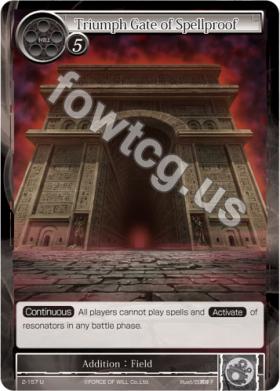 Triumph Gate of Spellproof
WILL
5
fowtcg.us
Continuous All players cannot play spells and Activate of
resonators in any battle phase.
Addition : Field
2-157 U
©FORCE OF WILL Co.,Ltd.